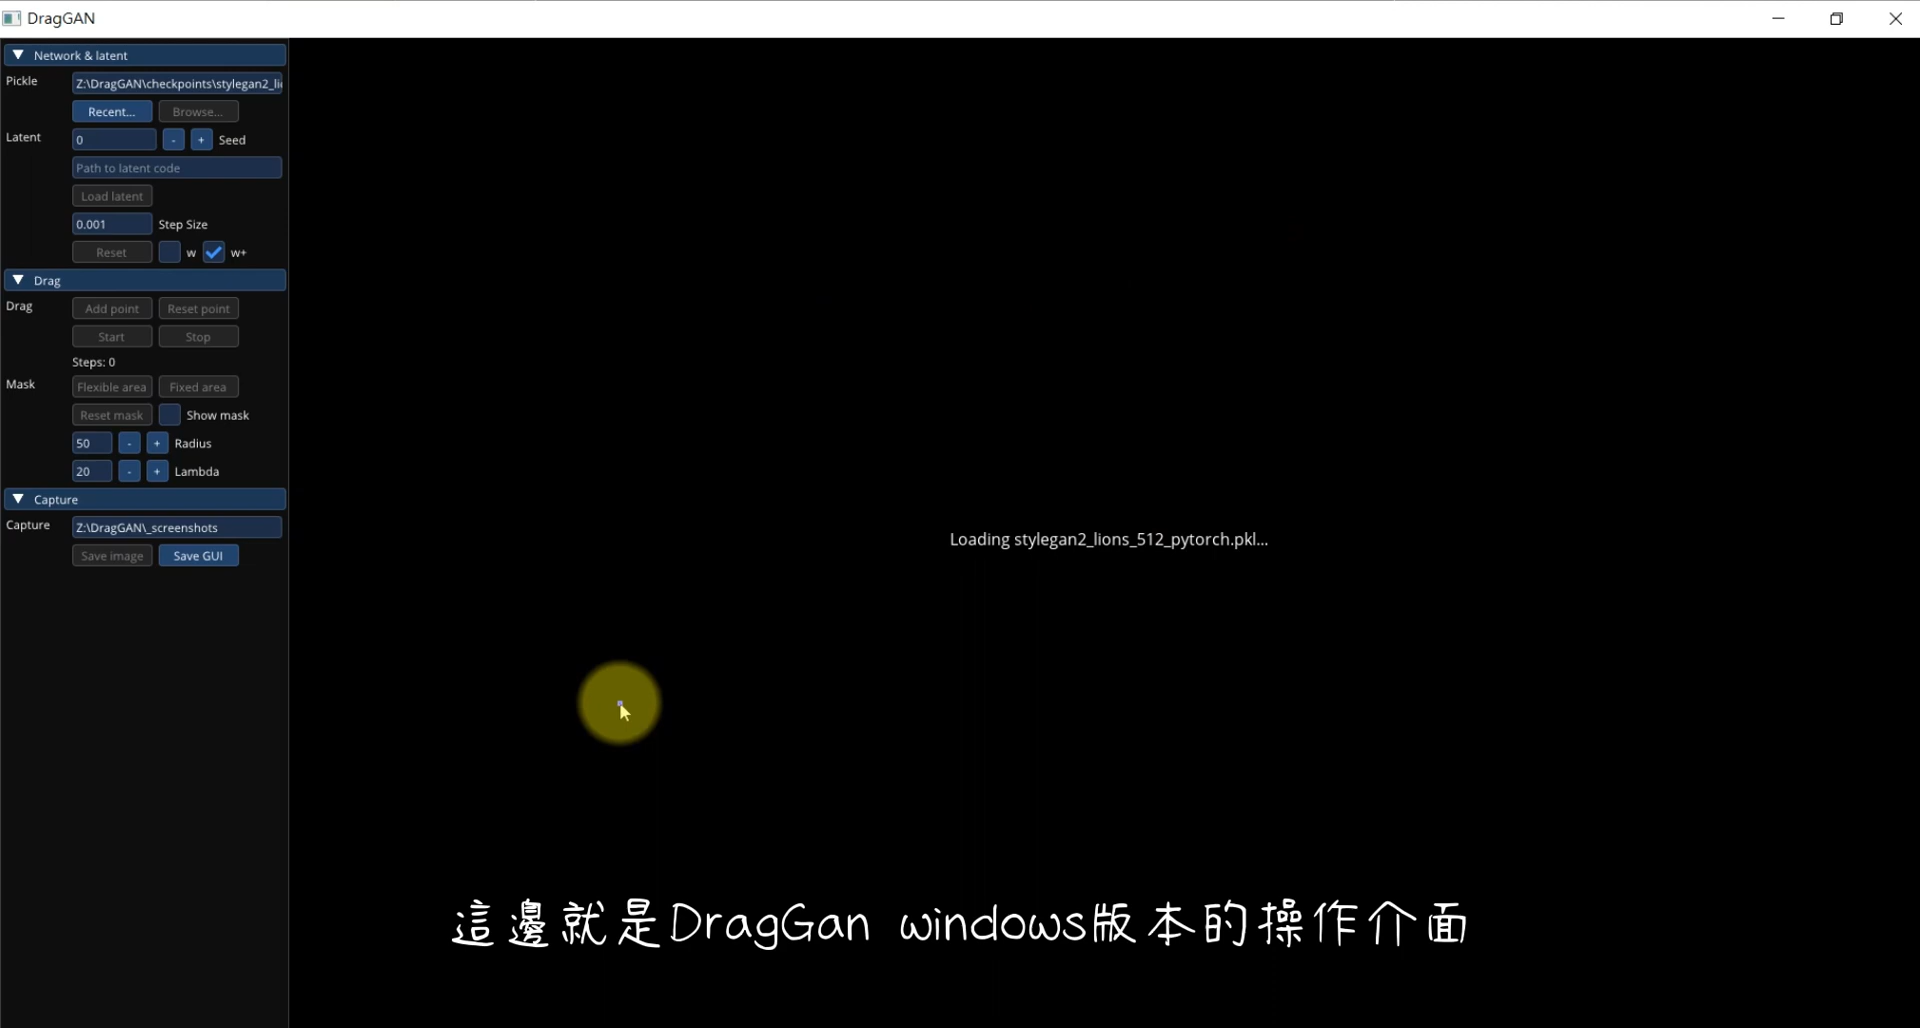 DragGAN
Network & latent
Pickle Z:\DragGAN\checkpoints\stylegan2_li
Recent... Browse...
Latent 0 - + Seed
Path to latent code
Load latent
0.001 Step Size
Reset w w+
Drag
Drag Add point Reset point
Start Stop
Steps: 0
Mask Flexible area Fixed area
Reset mask Show mask
50 - + Radius
20 - + Lambda
Capture
Capture Z:\DragGAN\_screenshots
Save image Save GUI
Loading stylegan2_lions_512_pytorch.pkl...
這邊就是DragGan windows版本的操作介面